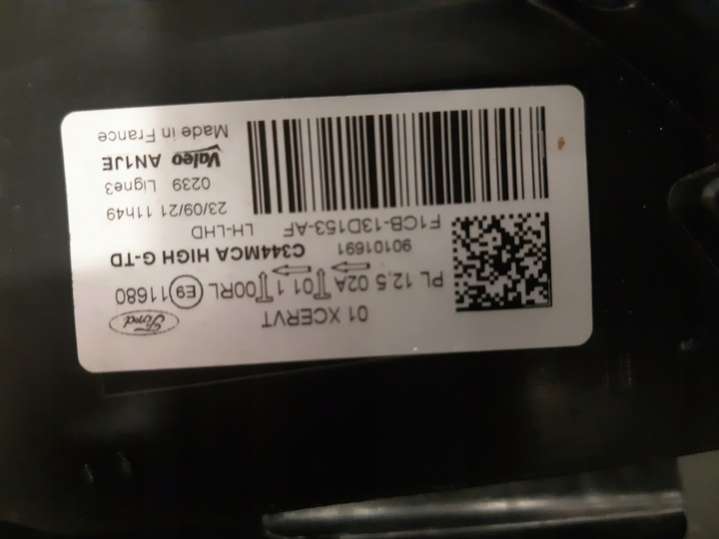 Ford
01 XCERVT
PL 12.5 02A 01 1 00RL E9 11680
90101691 C344MCA HIGH G-TD
F1CB-13D153-AF LH-LHD
23/09/21 11h49
0239 Ligne3
Valeo AN1JE
Made in France